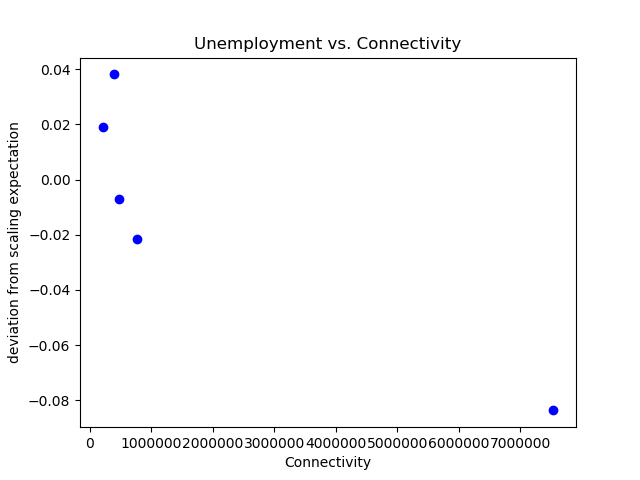 Unemployment vs. Connectivity
deviation from scaling expectation
0.04
0.02
0.00
−0.02
−0.04
−0.06
−0.08
0 1000000 2000000 3000000 4000000 5000000 6000000 7000000
Connectivity